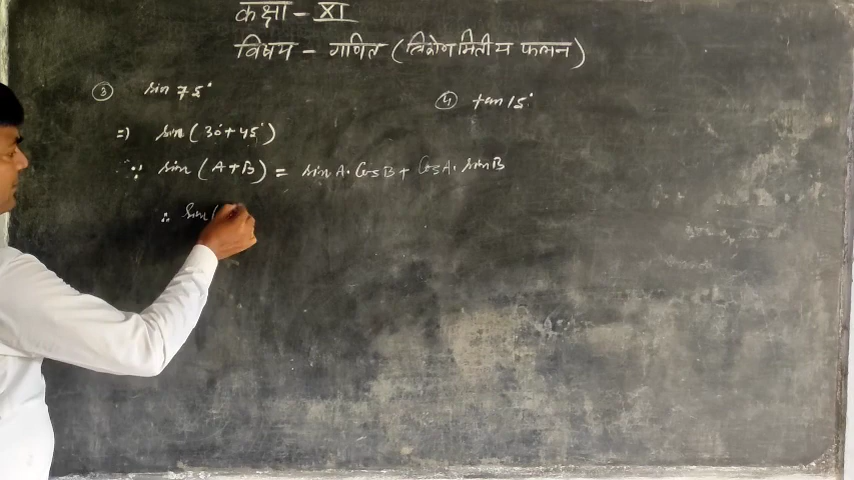 कक्षा - XI
विषय - गणित (त्रिकोणमितीय फलन)
③ sin 75°
④ tan 15°
=) sin (30° + 45°)
∵ sin (A+B) = sin A. Cos B + Cos A. sin B
∴ Sin (